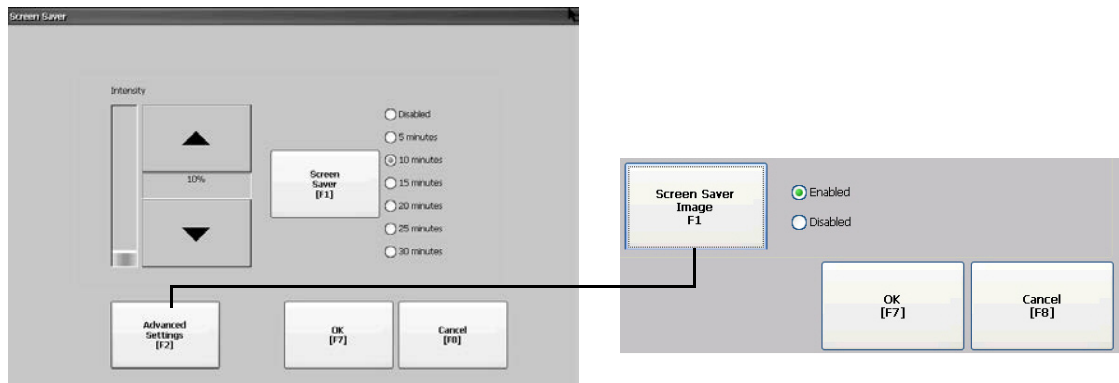 Screen Saver
Intensity
10%
Screen
Saver
[F1]
Disabled
5 minutes
10 minutes
15 minutes
20 minutes
25 minutes
30 minutes
Advanced
Settings
[F2]
OK
[F7]
Cancel
[F8]
Screen Saver
Image
F1
Enabled
Disabled
OK
[F7]
Cancel
[F8]